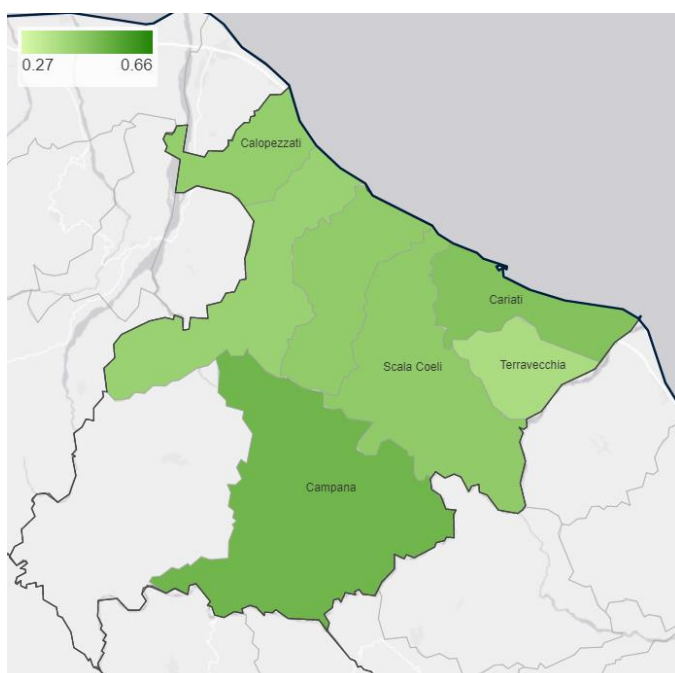 0.27 0.66
Calopezzati
Cariati
Scala Coeli
Terravecchia
Campana